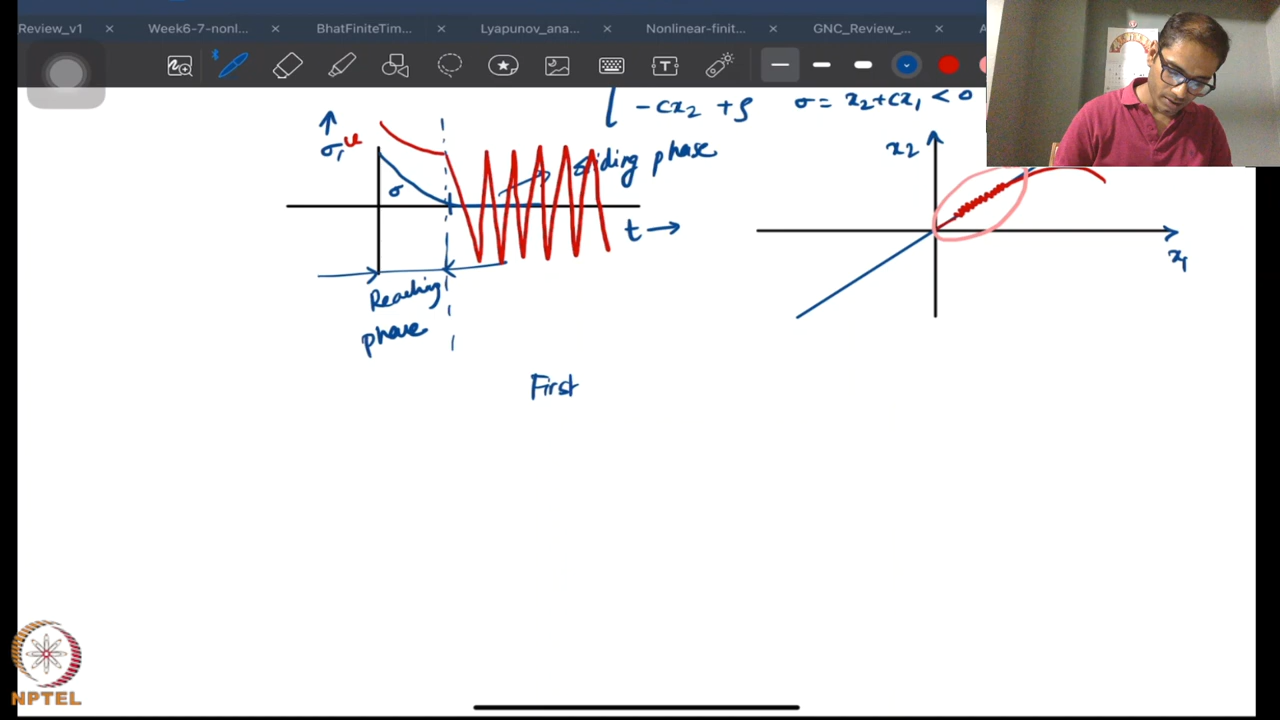 Review_v1
Week6-7-nonl...
BhatFiniteTim...
Lyapunov_ana...
Nonlinear-finit...
GNC_Review_...
-cx₂ + ρ σ = x₂+cx₁ < 0
σ, u
σ
sliding phase
t →
Reaching
phase
x₂
x₁
First
NPTEL